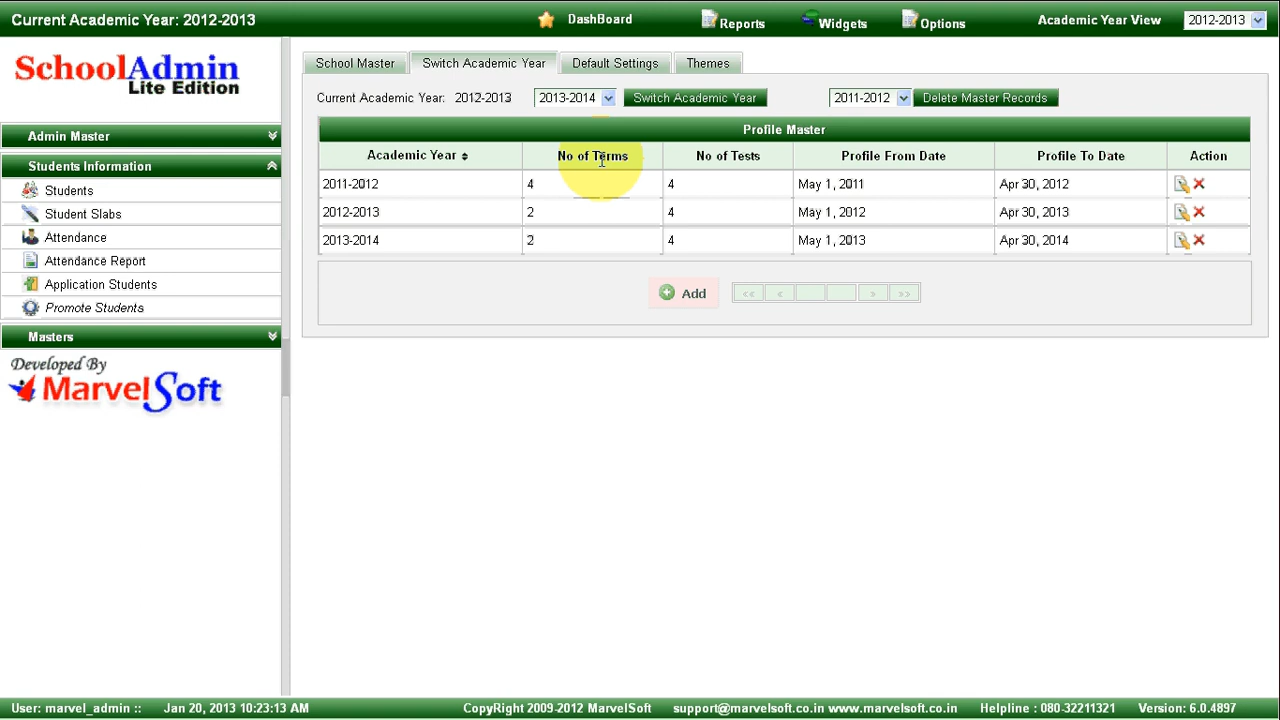 Current Academic Year: 2012-2013 DashBoard Reports Widgets Options Academic Year View 2012-2013
SchoolAdmin
Lite Edition
Admin Master
Students Information
Students
Student Slabs
Attendance
Attendance Report
Application Students
Promote Students
Masters
Developed By
MarvelSoft
School Master Switch Academic Year Default Settings Themes
Current Academic Year: 2012-2013 2013-2014 Switch Academic Year 2011-2012 Delete Master Records
Profile Master
Academic Year No of Terms No of Tests Profile From Date Profile To Date Action
2011-2012 4 4 May 1, 2011 Apr 30, 2012
2012-2013 2 4 May 1, 2012 Apr 30, 2013
2013-2014 2 4 May 1, 2013 Apr 30, 2014
Add << < > >>
User: marvel_admin :: Jan 20, 2013 10:23:13 AM CopyRight 2009-2012 MarvelSoft support@marvelsoft.co.in www.marvelsoft.co.in Helpline : 080-32211321 Version: 6.0.4897